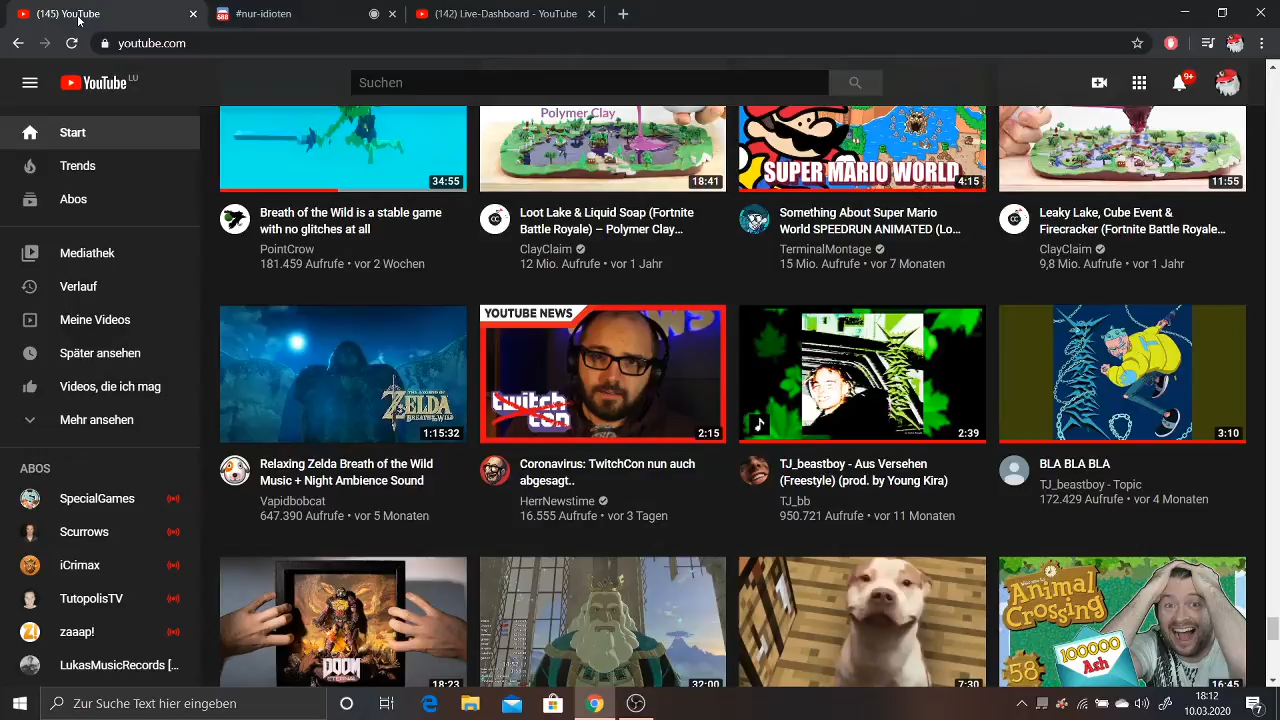 (145) YouTube
#nur-idioten
(142) Live-Dashboard - YouTube
youtube.com
YouTube LU
Suchen
9+
Start
Trends
Abos
Mediathek
Verlauf
Meine Videos
Später ansehen
Videos, die ich mag
Mehr ansehen
ABOS
SpecialGames
Scurrows
iCrimax
TutopolisTV
zaaap!
LukasMusicRecords [...
34:55
Polymer Clay
18:41
SUPER MARIO WORLD
4:15
11:55
Breath of the Wild is a stable game
with no glitches at all
PointCrow
181.459 Aufrufe • vor 2 Wochen
Loot Lake & Liquid Soap (Fortnite
Battle Royale) – Polymer Clay...
ClayClaim
12 Mio. Aufrufe • vor 1 Jahr
Something About Super Mario
World SPEEDRUN ANIMATED (Lo...
TerminalMontage
15 Mio. Aufrufe • vor 7 Monaten
Leaky Lake, Cube Event &
Firecracker (Fortnite Battle Royale...
ClayClaim
9,8 Mio. Aufrufe • vor 1 Jahr
THE LEGEND OF
ZELDA
BREATH OF THE WILD
1:15:32
YOUTUBE NEWS
twitch
con
2:15
2:39
3:10
Relaxing Zelda Breath of the Wild
Music + Night Ambience Sound
Vapidbobcat
647.390 Aufrufe • vor 5 Monaten
Coronavirus: TwitchCon nun auch
abgesagt..
HerrNewstime
16.555 Aufrufe • vor 3 Tagen
TJ_beastboy - Aus Versehen
(Freestyle) (prod. by Young Kira)
TJ_bb
950.721 Aufrufe • vor 11 Monaten
BLA BLA BLA
TJ_beastboy - Topic
172.429 Aufrufe • vor 4 Monaten
DOOM
ETERNAL
18:23
32:00
7:30
Animal
Crossing
100000
Ash
58
16:45
Zur Suche Text hier eingeben
18:12
10.03.2020
7